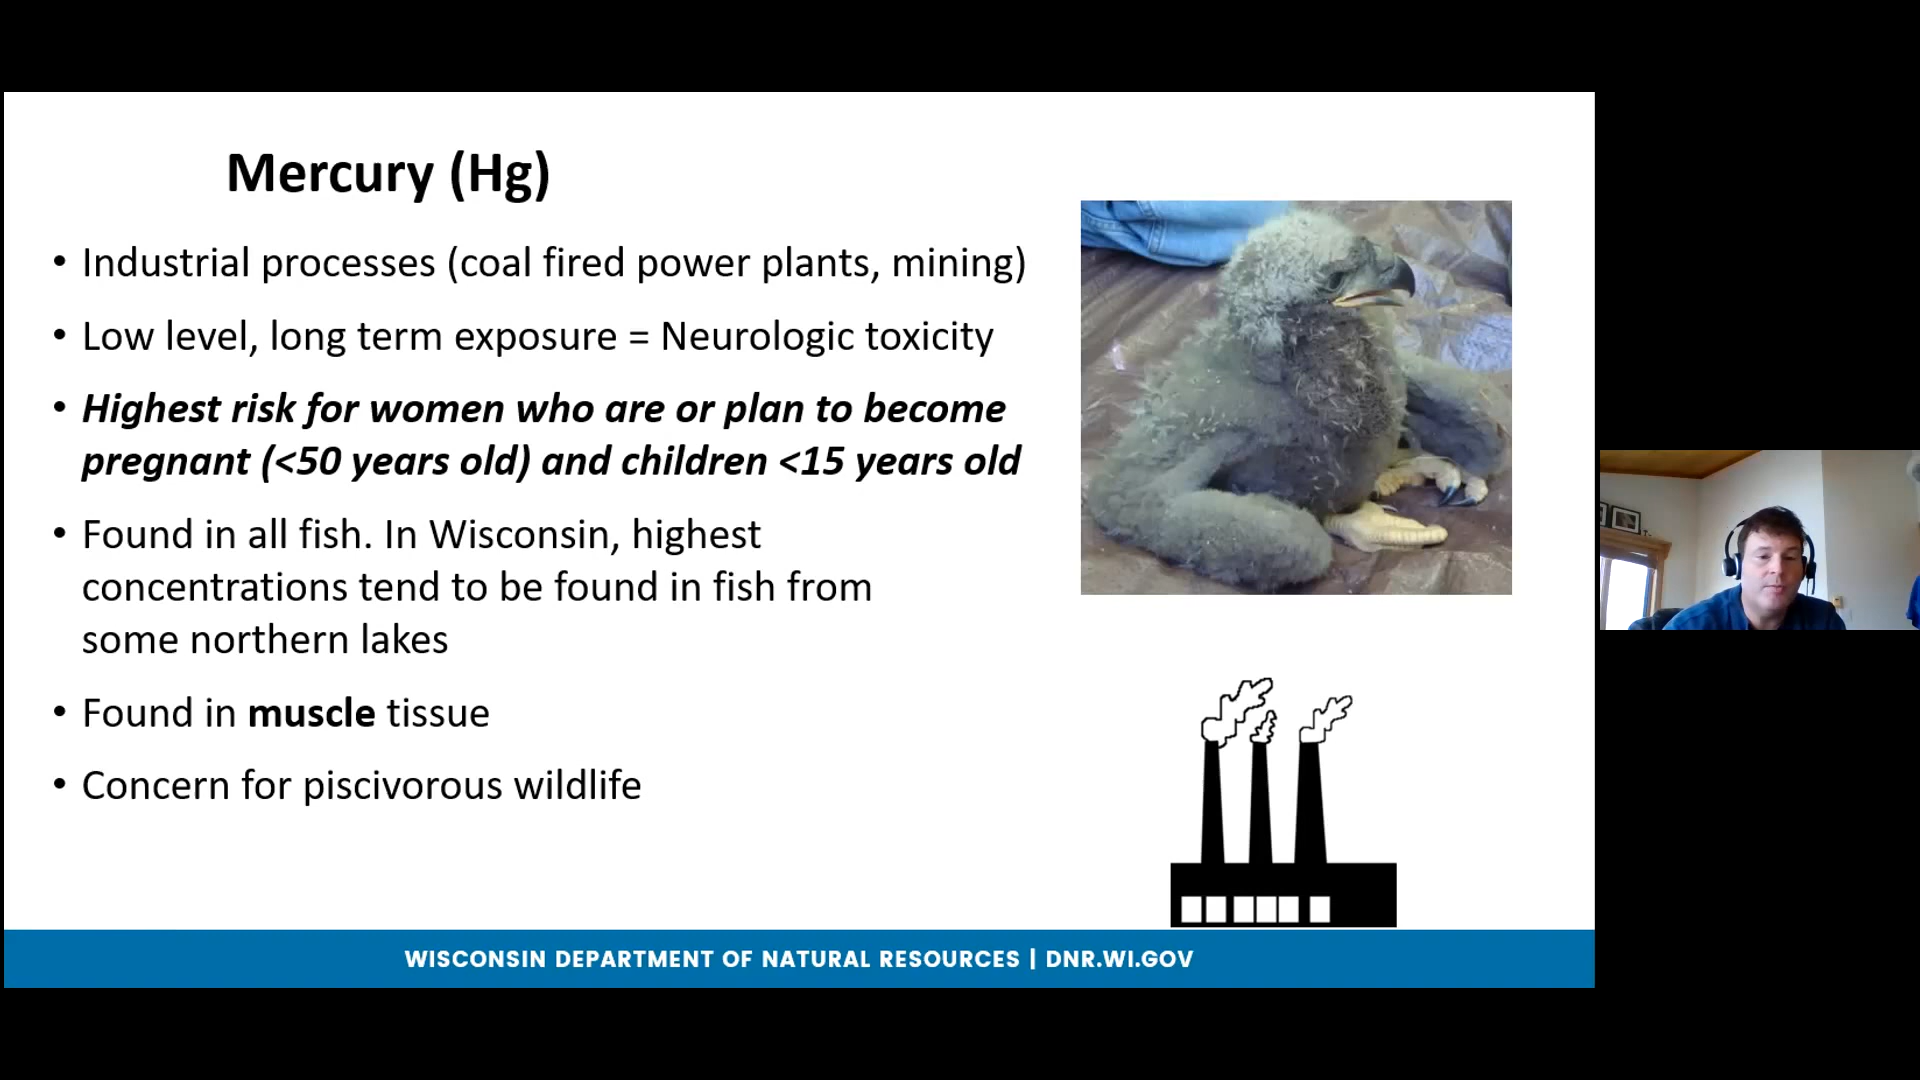 Mercury (Hg)
• Industrial processes (coal fired power plants, mining)
• Low level, long term exposure = Neurologic toxicity
• Highest risk for women who are or plan to become
pregnant (<50 years old) and children <15 years old
• Found in all fish. In Wisconsin, highest
concentrations tend to be found in fish from
some northern lakes
• Found in muscle tissue
• Concern for piscivorous wildlife
WISCONSIN DEPARTMENT OF NATURAL RESOURCES | DNR.WI.GOV